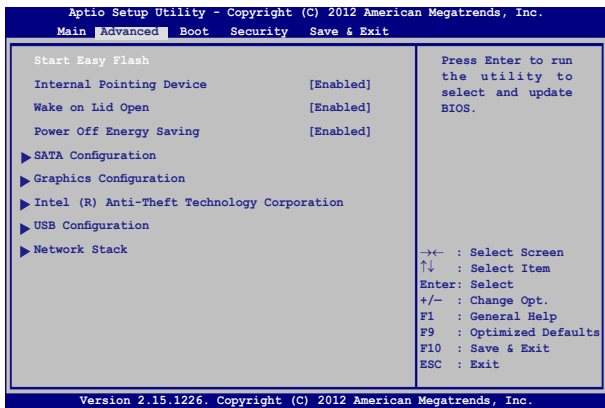 Aptio Setup Utility - Copyright (C) 2012 American Megatrends, Inc.
Main Advanced Boot Security Save & Exit
Start Easy Flash
Internal Pointing Device [Enabled]
Wake on Lid Open [Enabled]
Power Off Energy Saving [Enabled]
SATA Configuration
Graphics Configuration
Intel (R) Anti-Theft Technology Corporation
USB Configuration
Network Stack
Press Enter to run
the utility to
select and update
BIOS.
→← : Select Screen
↑↓ : Select Item
Enter: Select
+/— : Change Opt.
F1 : General Help
F9 : Optimized Defaults
F10 : Save & Exit
ESC : Exit
Version 2.15.1226. Copyright (C) 2012 American Megatrends, Inc.